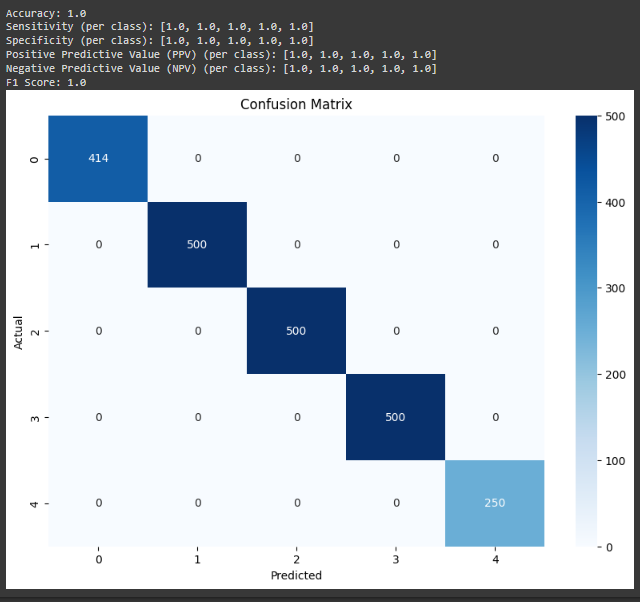 Accuracy: 1.0
Sensitivity (per class): [1.0, 1.0, 1.0, 1.0, 1.0]
Specificity (per class): [1.0, 1.0, 1.0, 1.0, 1.0]
Positive Predictive Value (PPV) (per class): [1.0, 1.0, 1.0, 1.0, 1.0]
Negative Predictive Value (NPV) (per class): [1.0, 1.0, 1.0, 1.0, 1.0]
F1 Score: 1.0
Confusion Matrix
0 414 0 0 0 0
1 0 500 0 0 0
2 0 0 500 0 0
3 0 0 0 500 0
4 0 0 0 0 250
0 1 2 3 4
Actual
Predicted
500
400
300
200
100
0